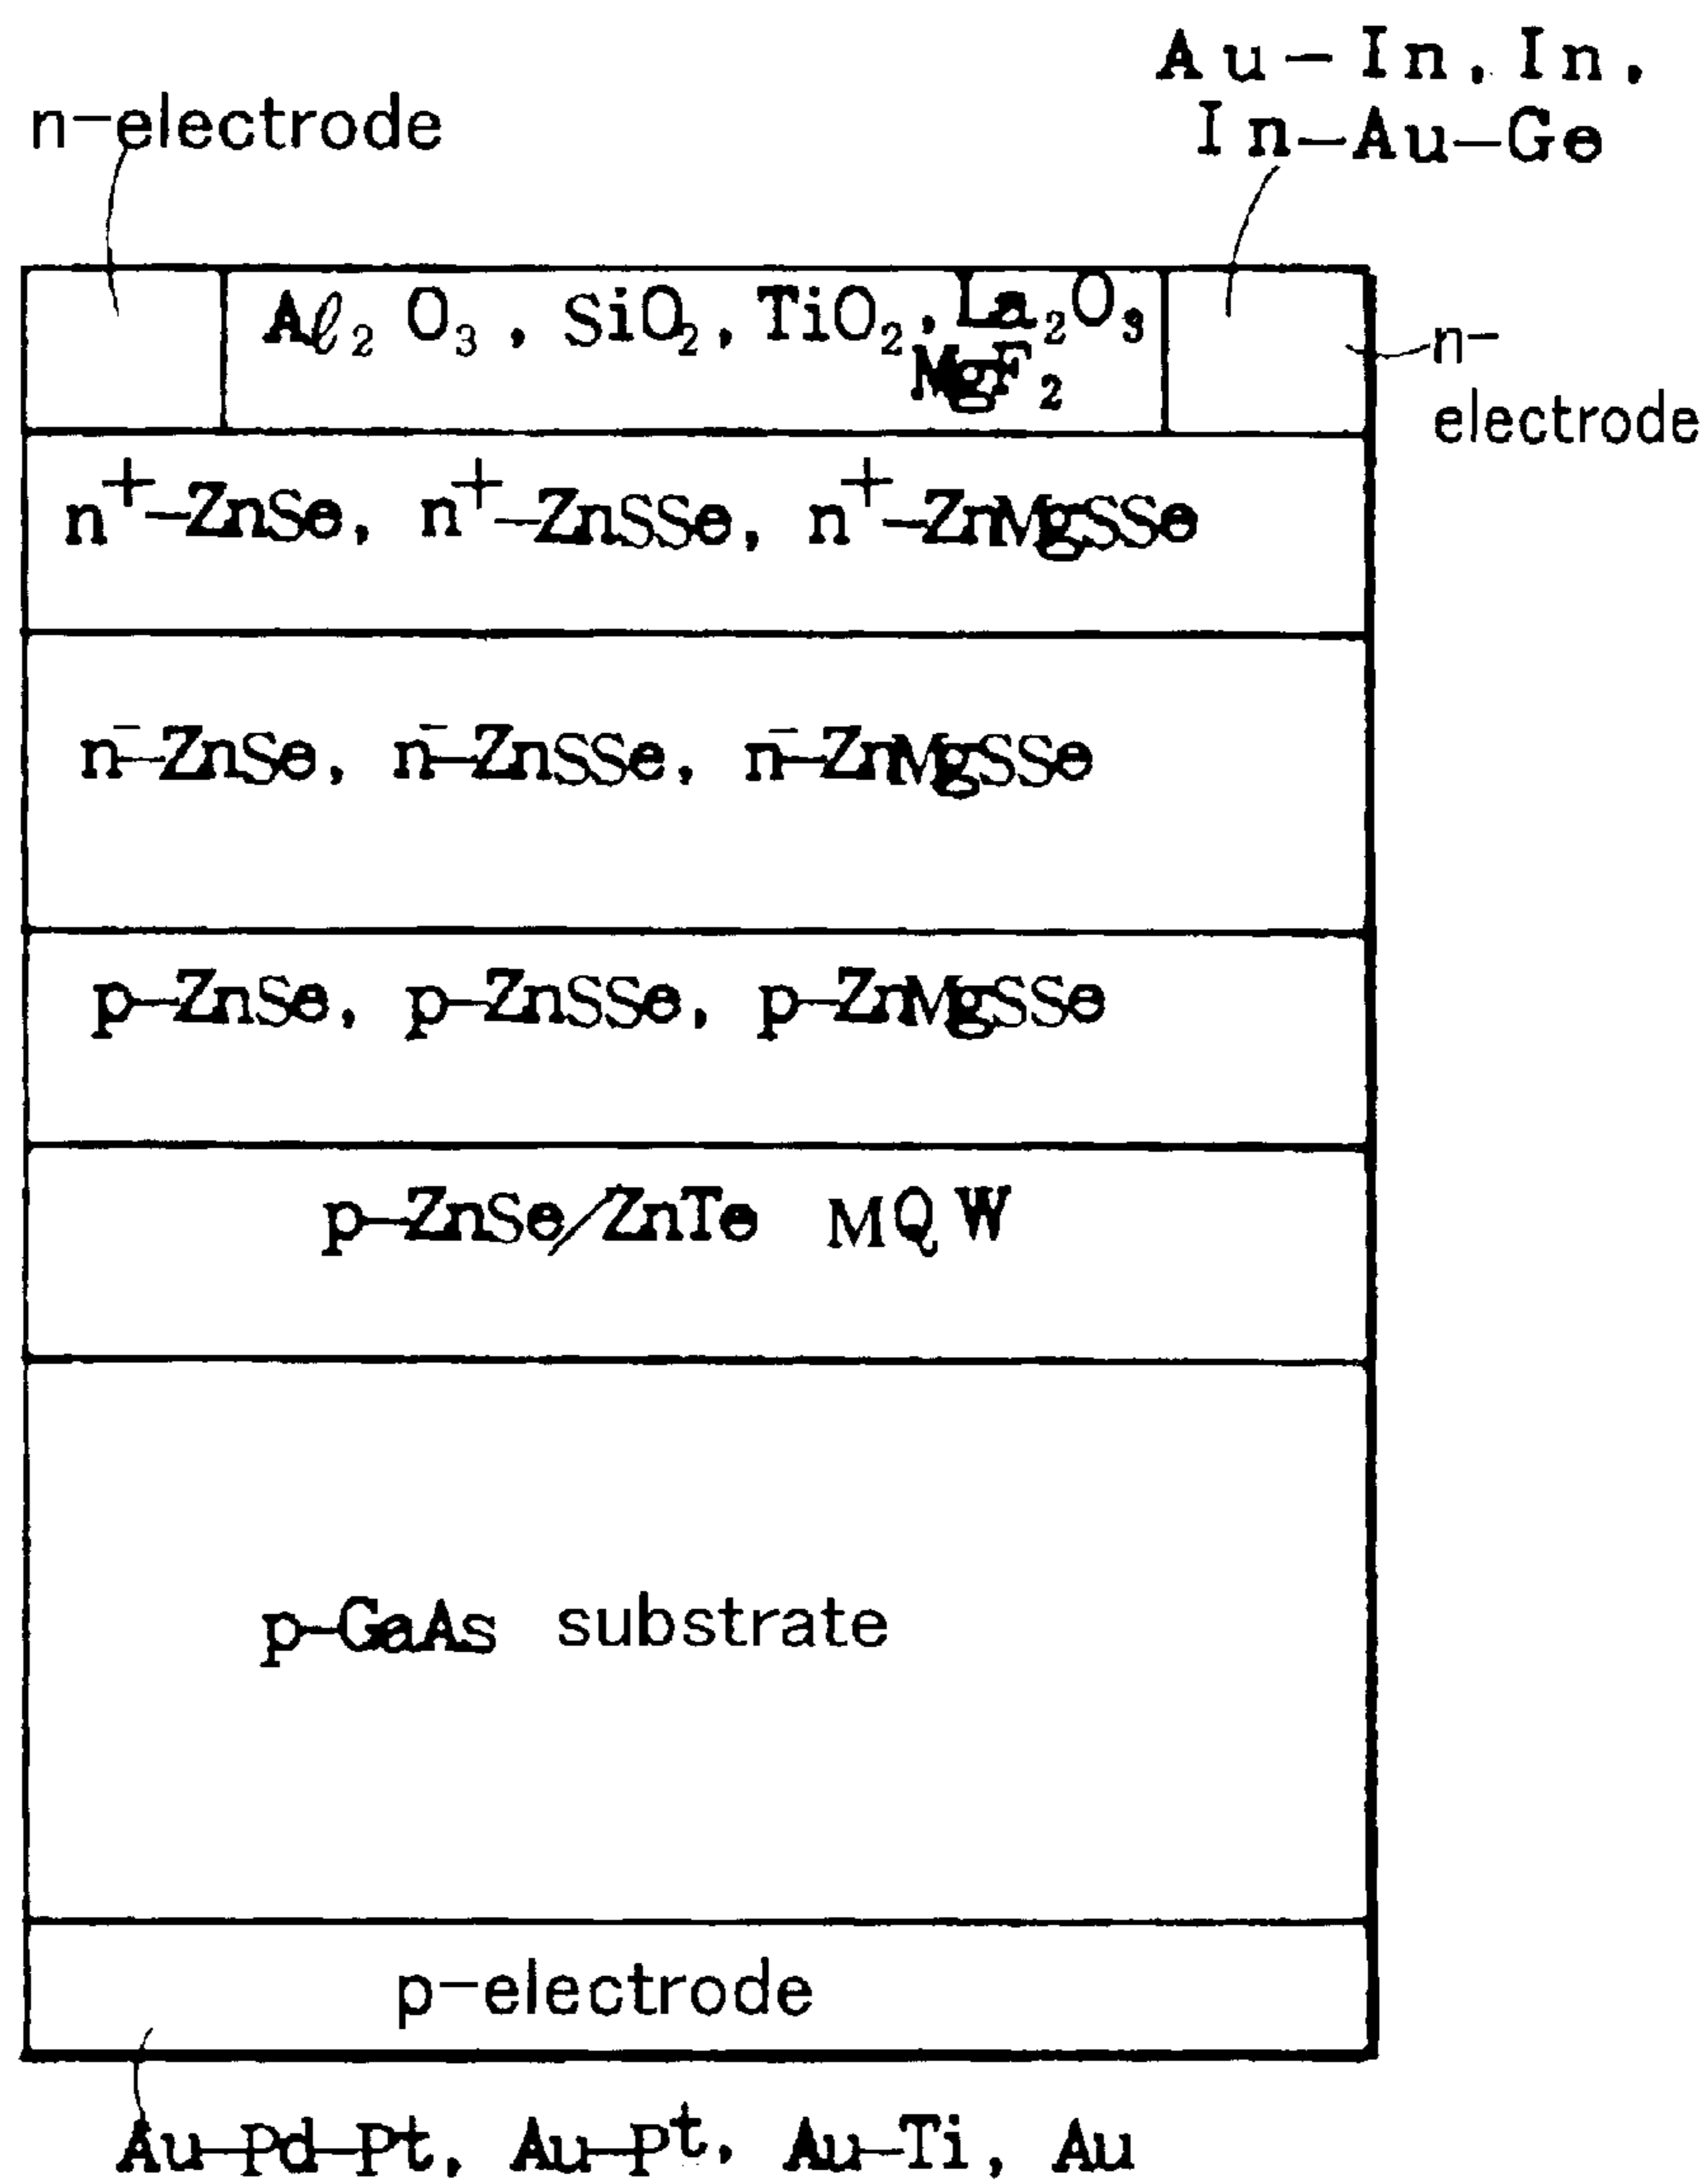 Au-In, In,
In-Au-Ge
n-electrode
Aℓ₂O₃, SiO₂, TiO₂, La₂O₃
MgF₂
n-
electrode
n⁺-ZnSe, n⁺-ZnSSe, n⁺-ZnMgSSe
n⁻-ZnSe, n⁻-ZnSSe, n⁻-ZnMgSSe
p-ZnSe, p-ZnSSe, p-ZnMgSSe
p-ZnSe/ZnTe MQW
p-GaAs substrate
p-electrode
Au-Pd-Pt, Au-Pt, Au-Ti, Au